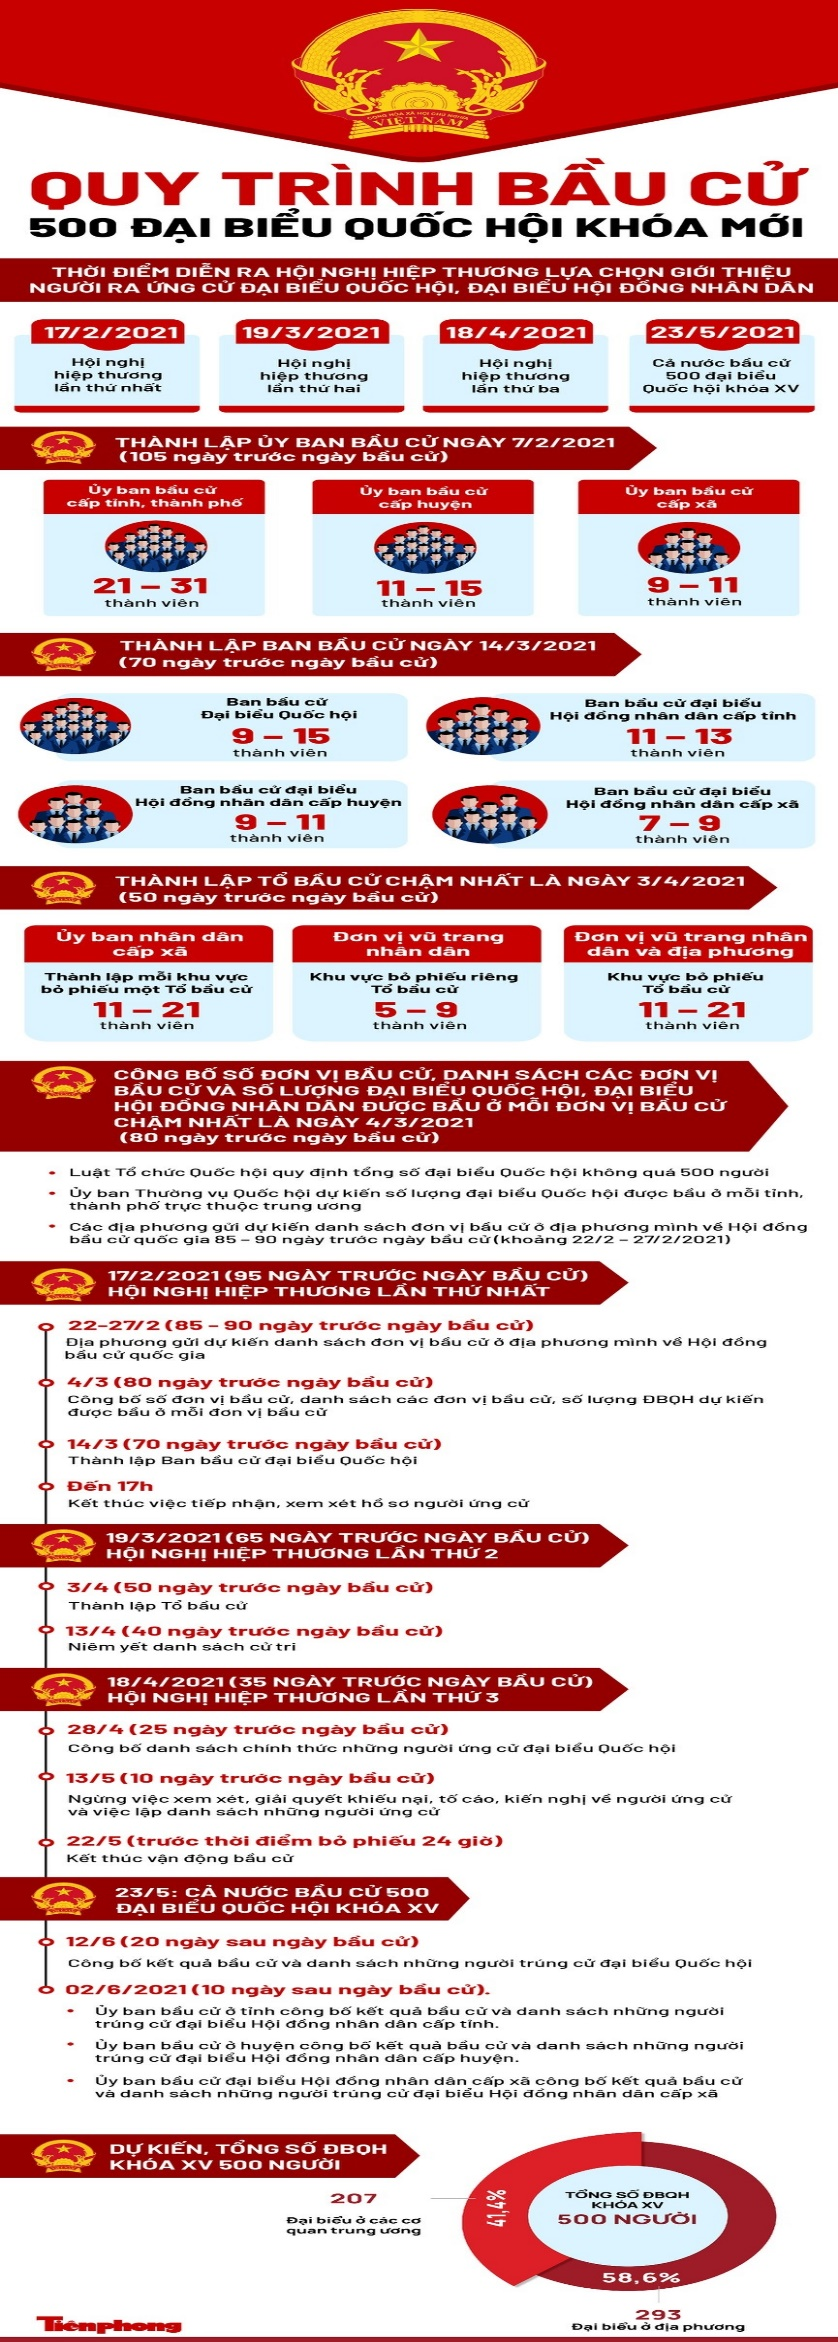 CỘNG HÒA XÃ HỘI CHỦ NGHĨA
VIỆT NAM
QUY TRÌNH BẦU CỬ
500 ĐẠI BIỂU QUỐC HỘI KHÓA MỚI
THỜI ĐIỂM DIỄN RA HỘI NGHỊ HIỆP THƯƠNG LỰA CHỌN GIỚI THIỆU
NGƯỜI RA ỨNG CỬ ĐẠI BIỂU QUỐC HỘI, ĐẠI BIỂU HỘI ĐỒNG NHÂN DÂN
17/2/2021
Hội nghị
hiệp thương
lần thứ nhất
19/3/2021
Hội nghị
hiệp thương
lần thứ hai
18/4/2021
Hội nghị
hiệp thương
lần thứ ba
23/5/2021
Cả nước bầu cử
500 đại biểu
Quốc hội khóa XV
THÀNH LẬP ỦY BAN BẦU CỬ NGÀY 7/2/2021
(105 ngày trước ngày bầu cử)
Ủy ban bầu cử
cấp tỉnh, thành phố
21 – 31
thành viên
Ủy ban bầu cử
cấp huyện
11 – 15
thành viên
Ủy ban bầu cử
cấp xã
9 – 11
thành viên
THÀNH LẬP BAN BẦU CỬ NGÀY 14/3/2021
(70 ngày trước ngày bầu cử)
Ban bầu cử
Đại biểu Quốc hội
9 – 15
thành viên
Ban bầu cử đại biểu
Hội đồng nhân dân cấp tỉnh
11 – 13
thành viên
Ban bầu cử đại biểu
Hội đồng nhân dân cấp huyện
9 – 11
thành viên
Ban bầu cử đại biểu
Hội đồng nhân dân cấp xã
7 – 9
thành viên
THÀNH LẬP TỔ BẦU CỬ CHẬM NHẤT LÀ NGÀY 3/4/2021
(50 ngày trước ngày bầu cử)
Ủy ban nhân dân
cấp xã
Thành lập mỗi khu vực
bỏ phiếu một Tổ bầu cử
11 – 21
thành viên
Đơn vị vũ trang
nhân dân
Khu vực bỏ phiếu riêng
Tổ bầu cử
5 – 9
thành viên
Đơn vị vũ trang nhân
dân và địa phương
Khu vực bỏ phiếu
Tổ bầu cử
11 – 21
thành viên
CÔNG BỐ SỐ ĐƠN VỊ BẦU CỬ, DANH SÁCH CÁC ĐƠN VỊ
BẦU CỬ VÀ SỐ LƯỢNG ĐẠI BIỂU QUỐC HỘI, ĐẠI BIỂU
HỘI ĐỒNG NHÂN DÂN ĐƯỢC BẦU Ở MỖI ĐƠN VỊ BẦU CỬ
CHẬM NHẤT LÀ NGÀY 4/3/2021
(80 ngày trước ngày bầu cử)
• Luật Tổ chức Quốc hội quy định tổng số đại biểu Quốc hội không quá 500 người
• Ủy ban Thường vụ Quốc hội dự kiến số lượng đại biểu Quốc hội được bầu ở mỗi tỉnh,
thành phố trực thuộc trung ương
• Các địa phương gửi dự kiến danh sách đơn vị bầu cử ở địa phương mình về Hội đồng
bầu cử quốc gia 85 – 90 ngày trước ngày bầu cử (khoảng 22/2 – 27/2/2021)
17/2/2021 (95 NGÀY TRƯỚC NGÀY BẦU CỬ)
HỘI NGHỊ HIỆP THƯƠNG LẦN THỨ NHẤT
22-27/2 (85 – 90 ngày trước ngày bầu cử)
Địa phương gửi dự kiến danh sách đơn vị bầu cử ở địa phương mình về Hội đồng
bầu cử quốc gia
4/3 (80 ngày trước ngày bầu cử)
Công bố số đơn vị bầu cử, danh sách các đơn vị bầu cử, số lượng ĐBQH dự kiến
được bầu ở mỗi đơn vị bầu cử
14/3 (70 ngày trước ngày bầu cử)
Thành lập Ban bầu cử đại biểu Quốc hội
Đến 17h
Kết thúc việc tiếp nhận, xem xét hồ sơ người ứng cử
19/3/2021 (65 NGÀY TRƯỚC NGÀY BẦU CỬ)
HỘI NGHỊ HIỆP THƯƠNG LẦN THỨ 2
3/4 (50 ngày trước ngày bầu cử)
Thành lập Tổ bầu cử
13/4 (40 ngày trước ngày bầu cử)
Niêm yết danh sách cử tri
18/4/2021 (35 NGÀY TRƯỚC NGÀY BẦU CỬ)
HỘI NGHỊ HIỆP THƯƠNG LẦN THỨ 3
28/4 (25 ngày trước ngày bầu cử)
Công bố danh sách chính thức những người ứng cử đại biểu Quốc hội
13/5 (10 ngày trước ngày bầu cử)
Ngừng việc xem xét, giải quyết khiếu nại, tố cáo, kiến nghị về người ứng cử
và việc lập danh sách những người ứng cử
22/5 (trước thời điểm bỏ phiếu 24 giờ)
Kết thúc vận động bầu cử
23/5: CẢ NƯỚC BẦU CỬ 500
ĐẠI BIỂU QUỐC HỘI KHÓA XV
12/6 (20 ngày sau ngày bầu cử)
Công bố kết quả bầu cử và danh sách những người trúng cử đại biểu Quốc hội
02/6/2021 (10 ngày sau ngày bầu cử).
• Ủy ban bầu cử ở tỉnh công bố kết quả bầu cử và danh sách những người
trúng cử đại biểu Hội đồng nhân dân cấp tỉnh.
• Ủy ban bầu cử ở huyện công bố kết quả bầu cử và danh sách những người
trúng cử đại biểu Hội đồng nhân dân cấp huyện.
• Ủy ban bầu cử đại biểu Hội đồng nhân dân cấp xã công bố kết quả bầu cử
và danh sách những người trúng cử đại biểu Hội đồng nhân dân cấp xã
DỰ KIẾN, TỔNG SỐ ĐBQH
KHÓA XV 500 NGƯỜI
207
Đại biểu ở các cơ
quan trung ương
41,4%
TỔNG SỐ ĐBQH
KHÓA XV
500 NGƯỜI
58,6%
293
Đại biểu ở địa phương
Tiềnphong